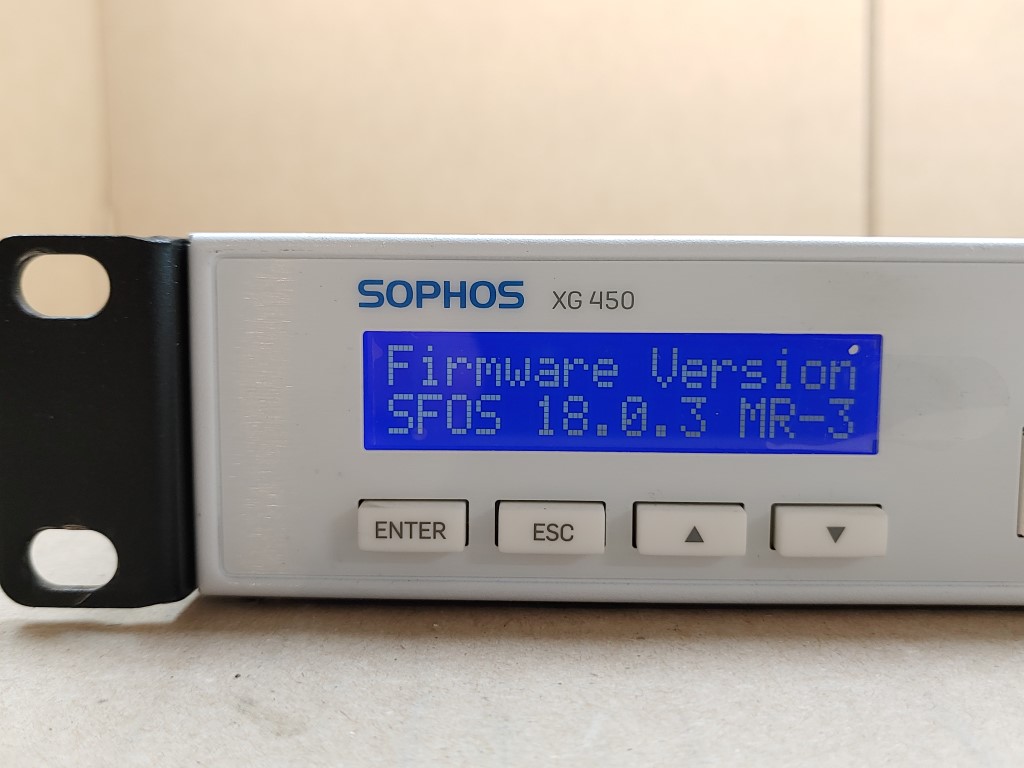 SOPHOS XG 450
Firmware Version
SFOS 18.0.3 MR-3
ENTER ESC ▲ ▼